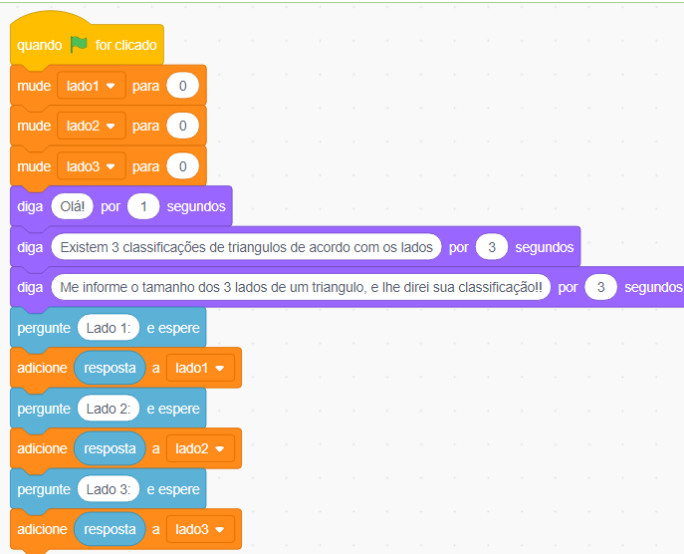 quando for clicado
mude lado1 para 0
mude lado2 para 0
mude lado3 para 0
diga Olá! por 1 segundos
diga Existem 3 classificações de triangulos de acordo com os lados por 3 segundos
diga Me informe o tamanho dos 3 lados de um triangulo, e lhe direi sua classificação!! por 3 segundos
pergunte Lado 1: e espere
adicione resposta a lado1
pergunte Lado 2: e espere
adicione resposta a lado2
pergunte Lado 3: e espere
adicione resposta a lado3